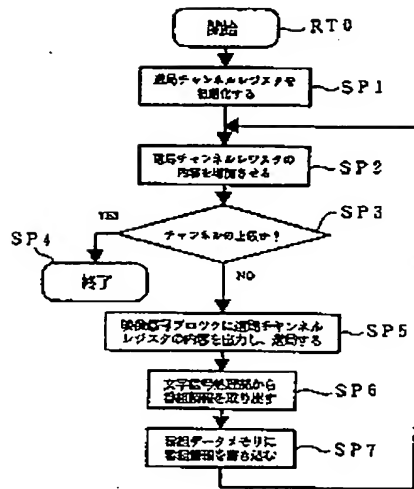 開始
RT0
選局チャンネルレジスタを
初期化する
SP1
選局チャンネルレジスタの
内容を増加させる
SP2
SP3
YES
チャンネルの上限か?
SP4
終了
NO
映像信号ブロックに選局チャンネル
レジスタの内容を出力し、選局する
SP5
文字信号処理部から
番組情報を取り出す
SP6
番組データメモリに
番組情報を書き込む
SP7